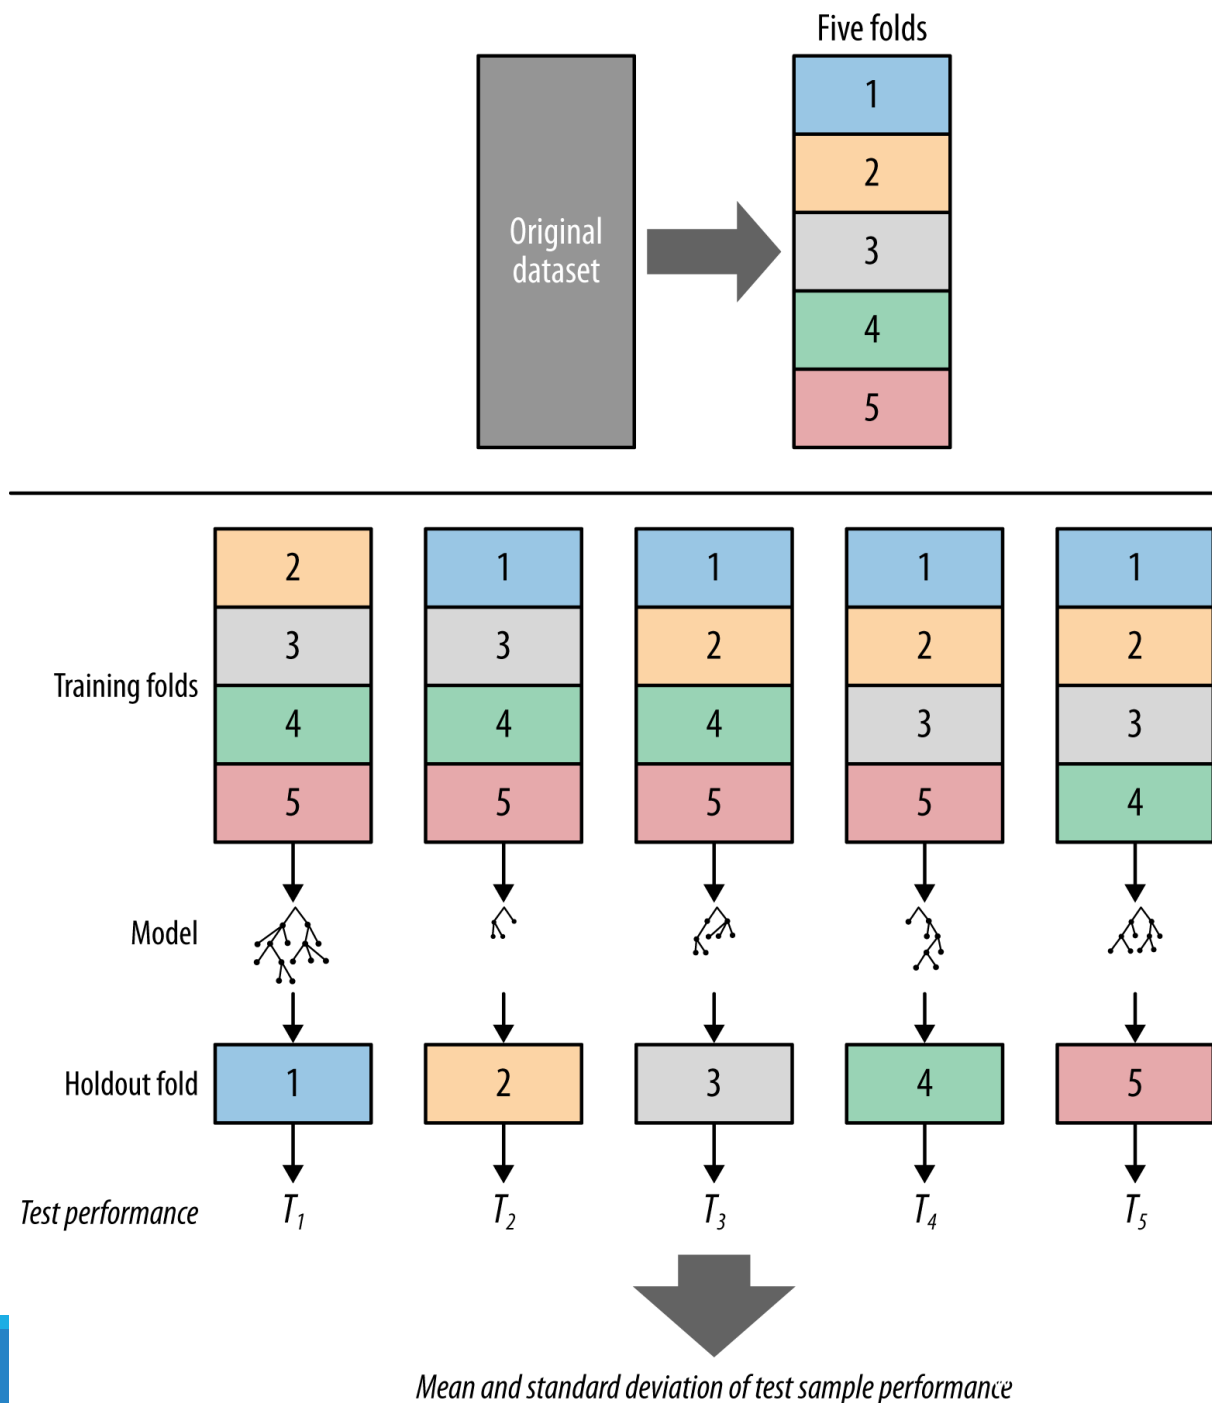 Five folds
1
2
Original
dataset
3
4
5
2 1 1 1 1
3 3 2 2 2
Training folds
4 4 4 3 3
5 5 5 5 4
Model
Holdout fold 1 2 3 4 5
Test performance T1 T2 T3 T4 T5
Mean and standard deviation of test sample performance